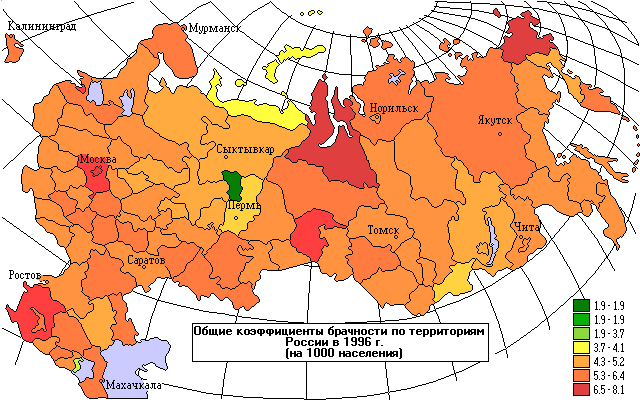 Калининград
Мурманск
Норильск
Якутск
Сыктывкар
Москва
Пермь
Томск
Чита
Саратов
Ростов
Махачкала
Общие коэффициенты брачности по территориям
России в 1996 г.
(на 1000 населения)
1.9 - 1.9
1.9 - 1.9
1.9 - 3.7
3.7 - 4.1
4.3 - 5.2
5.3 - 6.4
6.5 - 8.1